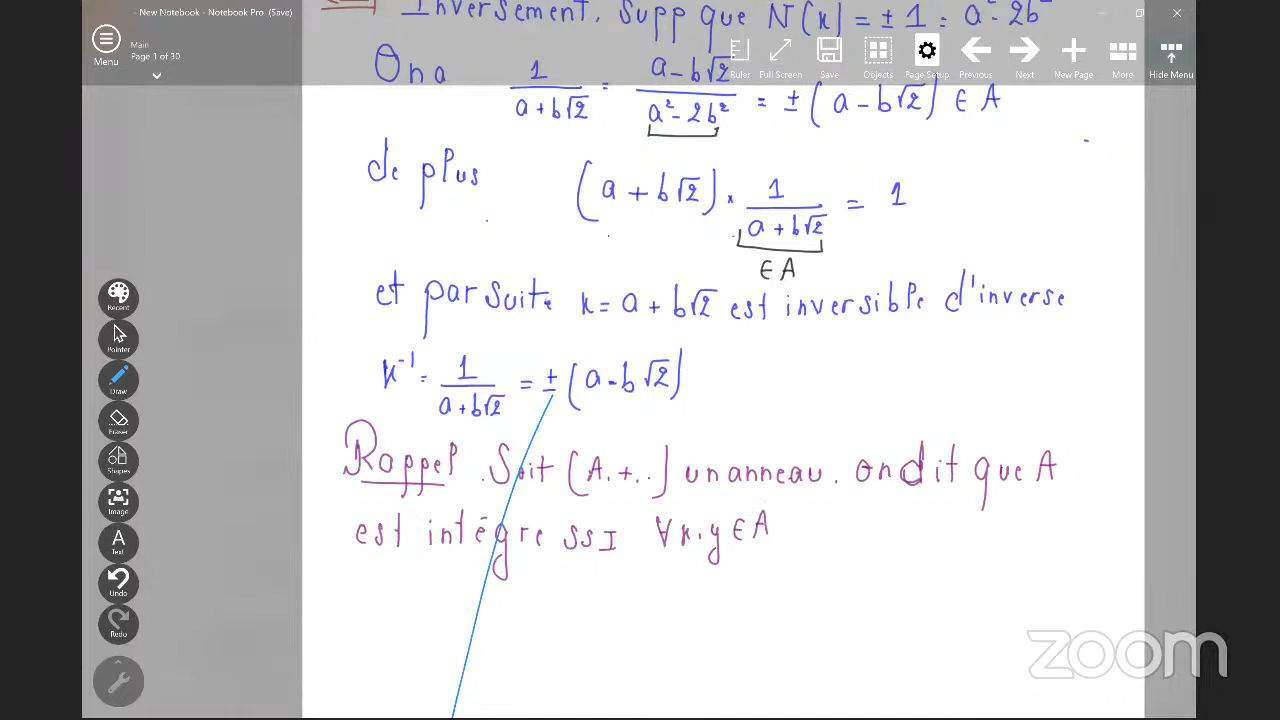 - New Notebook - Notebook Pro (Save)
Menu
Main
Page 1 of 30
Ruler
Full Screen
Save
Objects
Page Setup
Previous
Next
New Page
More
Hide Menu
Inversement, supp que N(x) = ± 1 = a² - 2b²
On a 1/(a + b√2) = (a - b√2)/(a² - 2b²) = ± (a - b√2) ∈ A
de plus (a + b√2) × 1/(a + b√2) = 1
∈ A
et par suite x = a + b√2 est inversible d'inverse
x⁻¹ = 1/(a + b√2) = ± (a - b√2)
Rappel . Soit (A, +, .) un anneau. on dit que A
est intègre ssI ∀ x, y ∈ A
Recent
Pointer
Draw
Eraser
Shapes
Image
Text
Undo
Redo
zoom